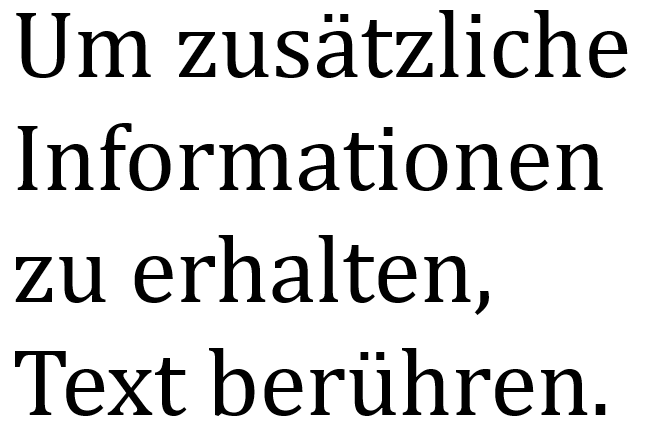 Um zusätzliche
Informationen
zu erhalten,
Text berühren.